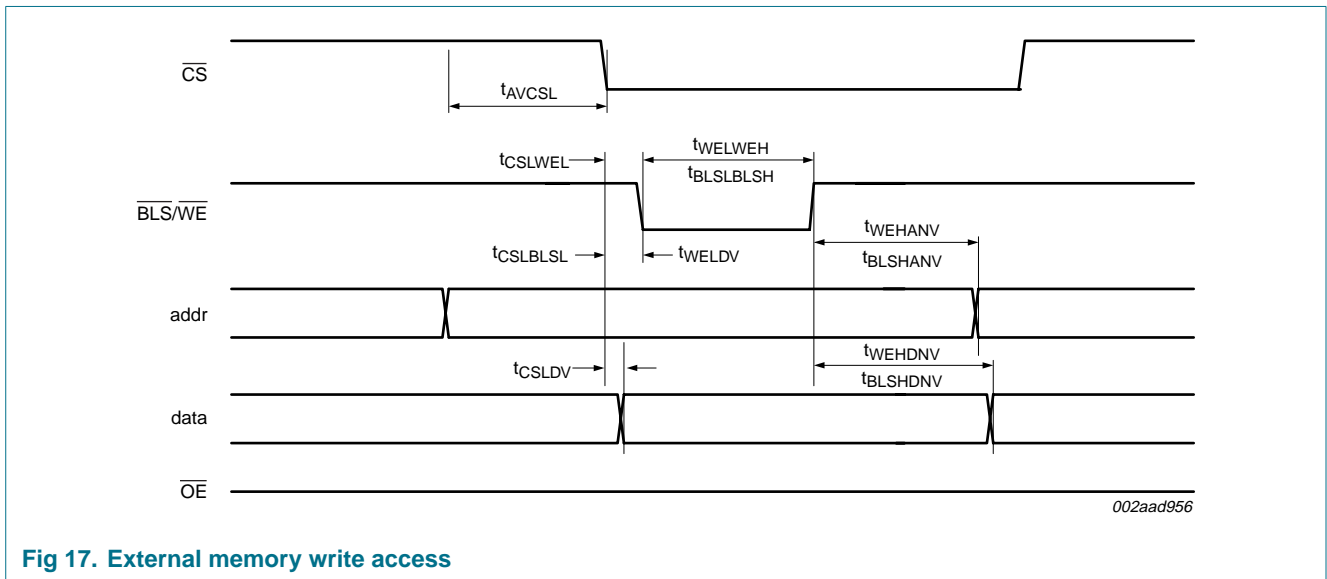 CS
tAVCSL
tCSLWEL
tWELWEH
tBLSLBLSH
BLS/WE
tWEHANV
tCSLBLSL
tWELDV
tBLSHANV
addr
tWEHDNV
tCSLDV
tBLSHDNV
data
OE
002aad956
Fig 17. External memory write access